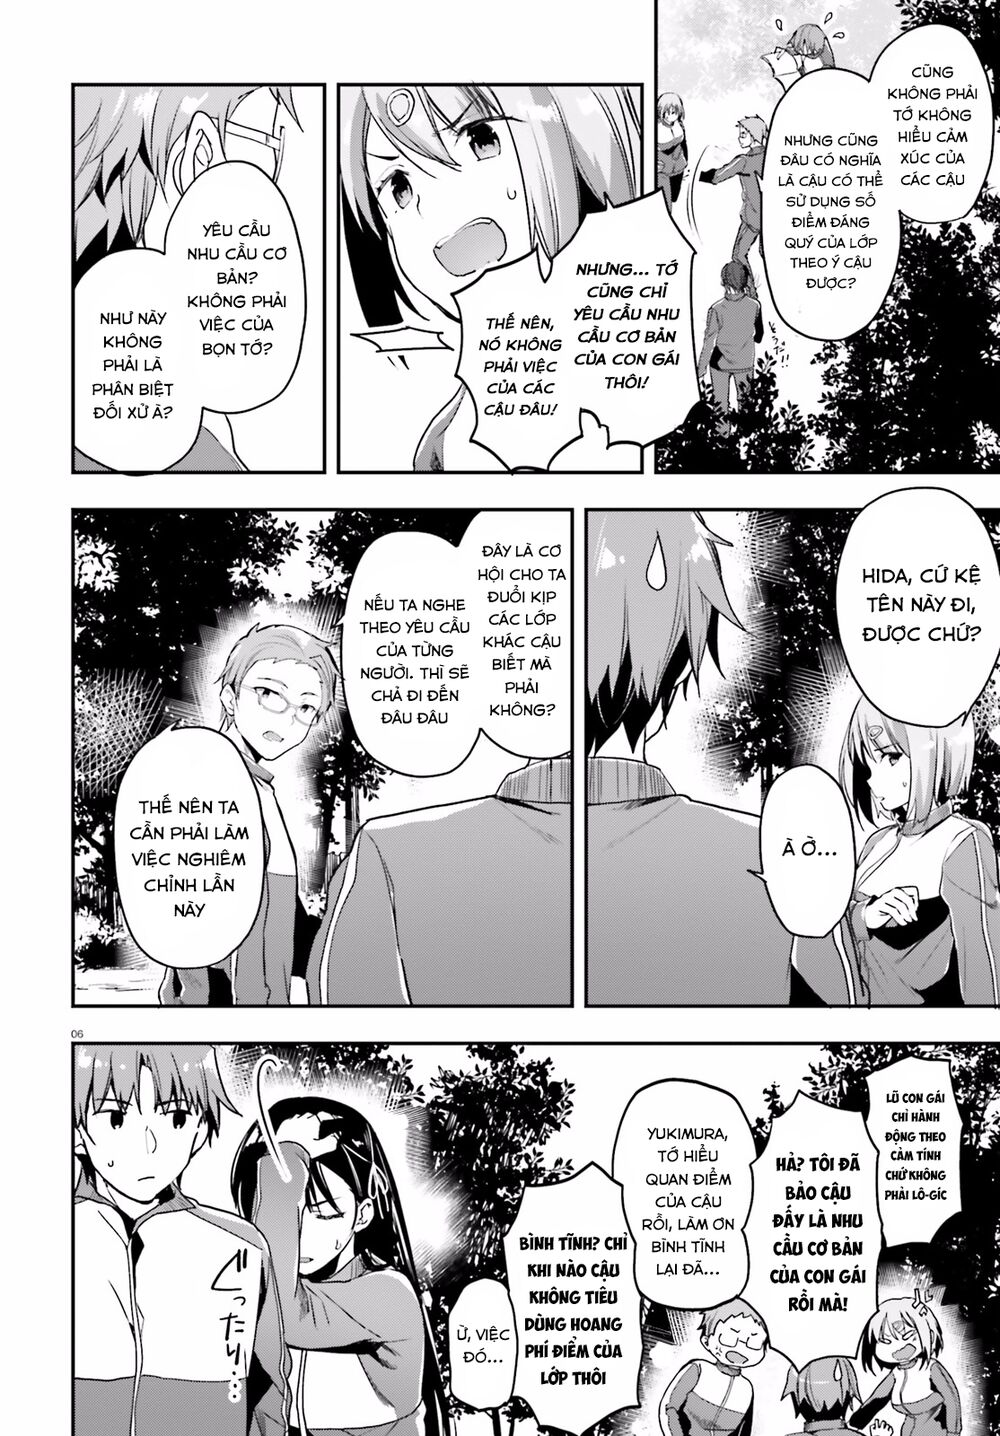 CŨNG
KHÔNG PHẢI
TỚ KHÔNG
HIỂU CẢM
XÚC CỦA
CÁC CẬU
NHƯNG CŨNG
ĐÂU CÓ NGHĨA
LÀ CẬU CÓ THỂ
SỬ DỤNG SỐ
ĐIỂM ĐÁNG
QUÝ CỦA LỚP
THEO Ý CẬU
ĐƯỢC?
NHƯNG... TỚ
CŨNG CHỈ
YÊU CẦU NHU
CẦU CƠ BẢN
CỦA CON GÁI
THÔI!
THẾ NÊN,
NÓ KHÔNG
PHẢI VIỆC
CỦA CÁC
CẬU ĐÂU!
YÊU CẦU
NHU CẦU CƠ
BẢN?
KHÔNG PHẢI
VIỆC CỦA
BỌN TỚ?
NHƯ NÀY
KHÔNG
PHẢI LÀ
PHÂN BIỆT
ĐỐI XỬ À?
HIDA, CỨ KỆ
TÊN NÀY ĐI,
ĐƯỢC CHỨ?
À Ờ...
ĐÂY LÀ CƠ
HỘI CHO TA
ĐUỔI KỊP
CÁC LỚP
KHÁC CẬU
BIẾT MÀ
PHẢI
KHÔNG?
NẾU TA NGHE
THEO YÊU CẦU
CỦA TỪNG
NGƯỜI. THÌ SẼ
CHẢ ĐI ĐẾN
ĐÂU ĐÂU
THẾ NÊN TA
CẦN PHẢI LÀM
VIỆC NGHIÊM
CHỈNH LẦN
NÀY
06
LŨ CON GÁI
CHỈ HÀNH
ĐỘNG THEO
CẢM TÍNH
CHỨ KHÔNG
PHẢI LÔ-GÍC
HẢ? TÔI ĐÃ
BẢO CẬU
ĐẤY LÀ NHU
CẦU CƠ BẢN
CỦA CON GÁI
RỒI MÀ!
YUKIMURA,
TỚ HIỂU
QUAN ĐIỂM
CỦA CẬU
RỒI, LÀM ƠN
BÌNH TĨNH
LẠI ĐÃ...
BÌNH TĨNH? CHỈ
KHI NÀO CẬU
KHÔNG TIÊU
DÙNG HOANG
PHÍ ĐIỂM CỦA
LỚP THÔI
Ừ, VIỆC
ĐÓ...
ぐったり...